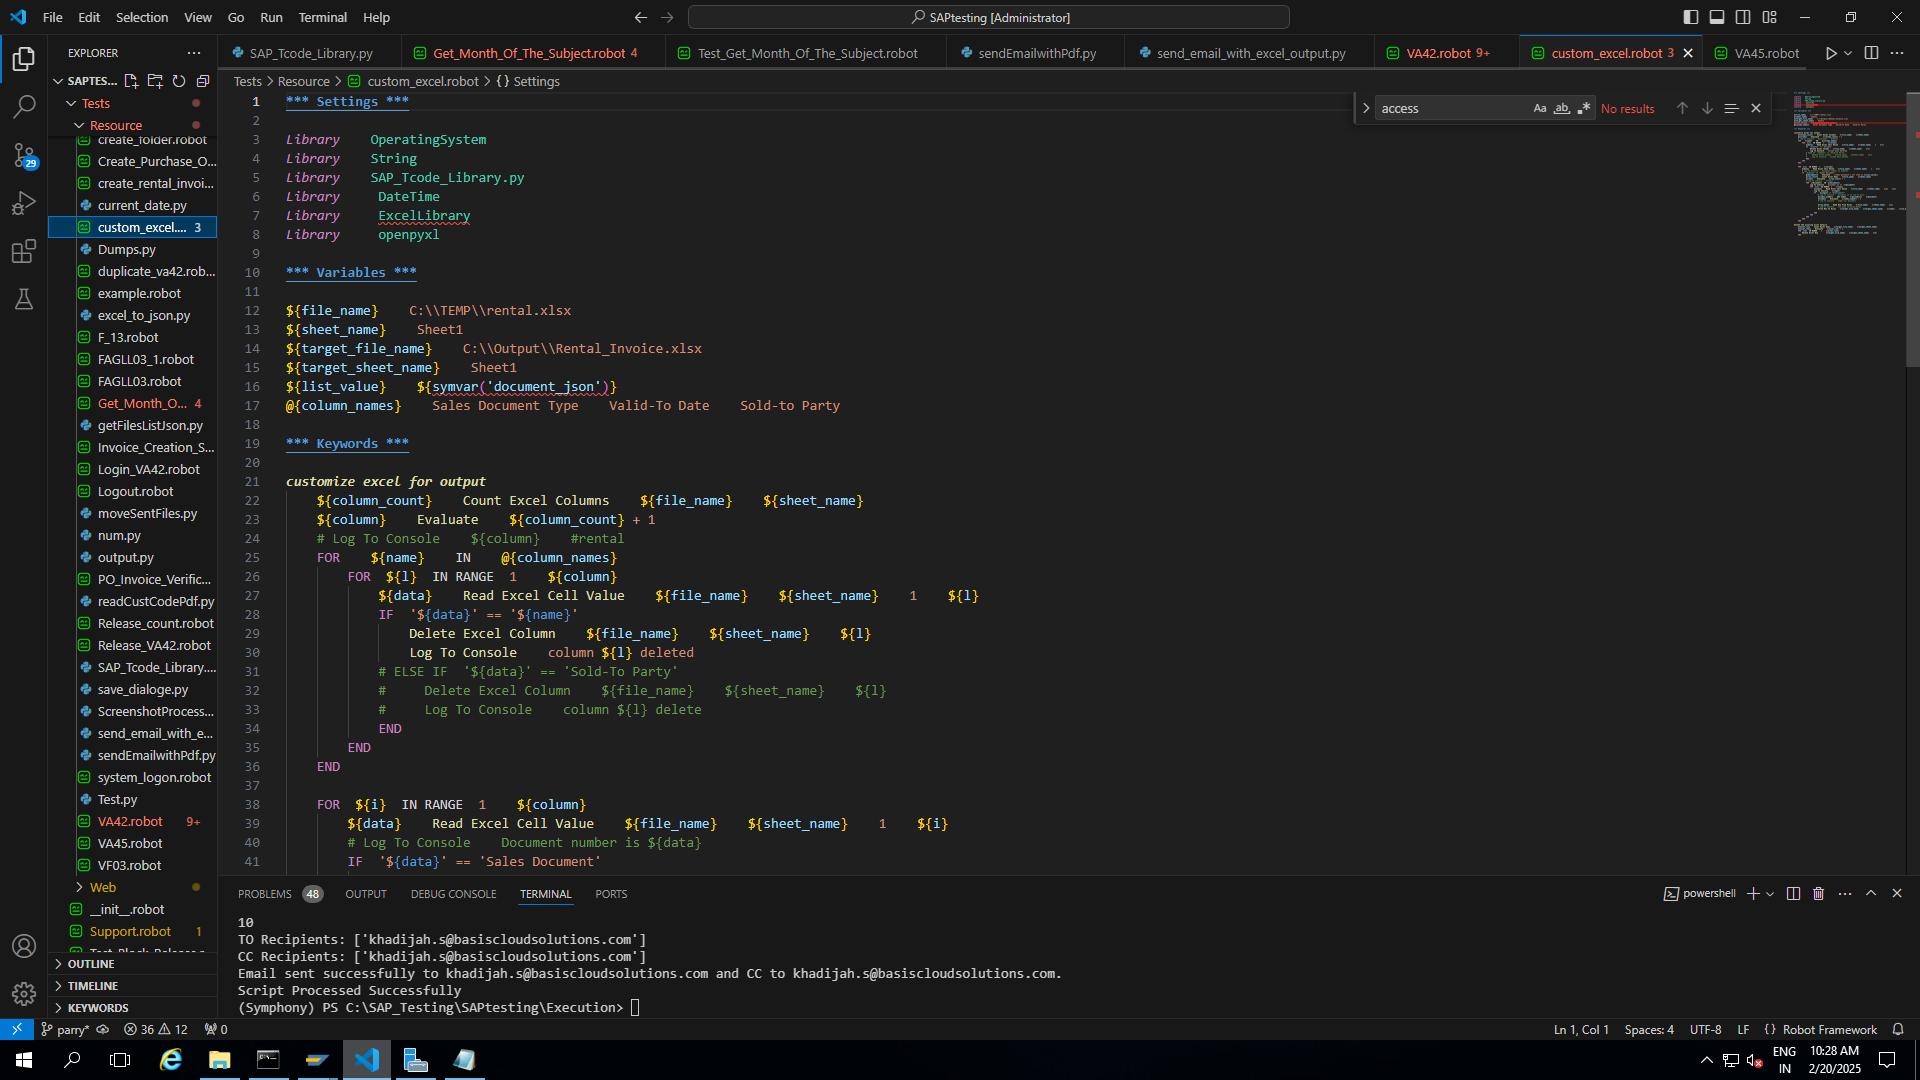 File Edit Selection View Go Run Terminal Help
SAPtesting [Administrator]
EXPLORER
SAPTES...
Tests
Resource
create_folder.robot
Create_Purchase_O...
create_rental_invoi...
current_date.py
custom_excel.... 3
Dumps.py
duplicate_va42.rob...
example.robot
excel_to_json.py
F_13.robot
FAGLL03_1.robot
FAGLL03.robot
Get_Month_O... 4
getFilesListJson.py
Invoice_Creation_S...
Login_VA42.robot
Logout.robot
moveSentFiles.py
num.py
output.py
PO_Invoice_Verific...
readCustCodePdf.py
Release_count.robot
Release_VA42.robot
SAP_Tcode_Library....
save_dialoge.py
ScreenshotProcess...
send_email_with_e...
sendEmailwithPdf.py
system_logon.robot
Test.py
VA42.robot 9+
VA45.robot
VF03.robot
Web
__init__.robot
Support.robot 1
OUTLINE
TIMELINE
KEYWORDS
29
SAP_Tcode_Library.py Get_Month_Of_The_Subject.robot 4 Test_Get_Month_Of_The_Subject.robot sendEmailwithPdf.py send_email_with_excel_output.py VA42.robot 9+ custom_excel.robot 3 VA45.robot
Tests > Resource > custom_excel.robot > {} Settings
access Aa ab .* No results
1 *** Settings ***
2
3 Library OperatingSystem
4 Library String
5 Library SAP_Tcode_Library.py
6 Library DateTime
7 Library ExcelLibrary
8 Library openpyxl
9
10 *** Variables ***
11
12 ${file_name} C:\\TEMP\\rental.xlsx
13 ${sheet_name} Sheet1
14 ${target_file_name} C:\\Output\\Rental_Invoice.xlsx
15 ${target_sheet_name} Sheet1
16 ${list_value} ${symvar('document_json')}
17 @{column_names} Sales Document Type Valid-To Date Sold-to Party
18
19 *** Keywords ***
20
21 customize excel for output
22 ${column_count} Count Excel Columns ${file_name} ${sheet_name}
23 ${column} Evaluate ${column_count} + 1
24 # Log To Console ${column} #rental
25 FOR ${name} IN @{column_names}
26 FOR ${l} IN RANGE 1 ${column}
27 ${data} Read Excel Cell Value ${file_name} ${sheet_name} 1 ${l}
28 IF '${data}' == '${name}'
29 Delete Excel Column ${file_name} ${sheet_name} ${l}
30 Log To Console column ${l} deleted
31 # ELSE IF '${data}' == 'Sold-To Party'
32 # Delete Excel Column ${file_name} ${sheet_name} ${l}
33 # Log To Console column ${l} delete
34 END
35 END
36 END
37
38 FOR ${i} IN RANGE 1 ${column}
39 ${data} Read Excel Cell Value ${file_name} ${sheet_name} 1 ${i}
40 # Log To Console Document number is ${data}
41 IF '${data}' == 'Sales Document'
PROBLEMS 48 OUTPUT DEBUG CONSOLE TERMINAL PORTS
powershell
10
TO Recipients: ['khadijah.s@basiscloudsolutions.com']
CC Recipients: ['khadijah.s@basiscloudsolutions.com']
Email sent successfully to khadijah.s@basiscloudsolutions.com and CC to khadijah.s@basiscloudsolutions.com.
Script Processed Successfully
(Symphony) PS C:\SAP_Testing\SAPtesting\Execution>
parry* 36 12 0
Ln 1, Col 1 Spaces: 4 UTF-8 LF {} Robot Framework
ENG
IN
10:28 AM
2/20/2025